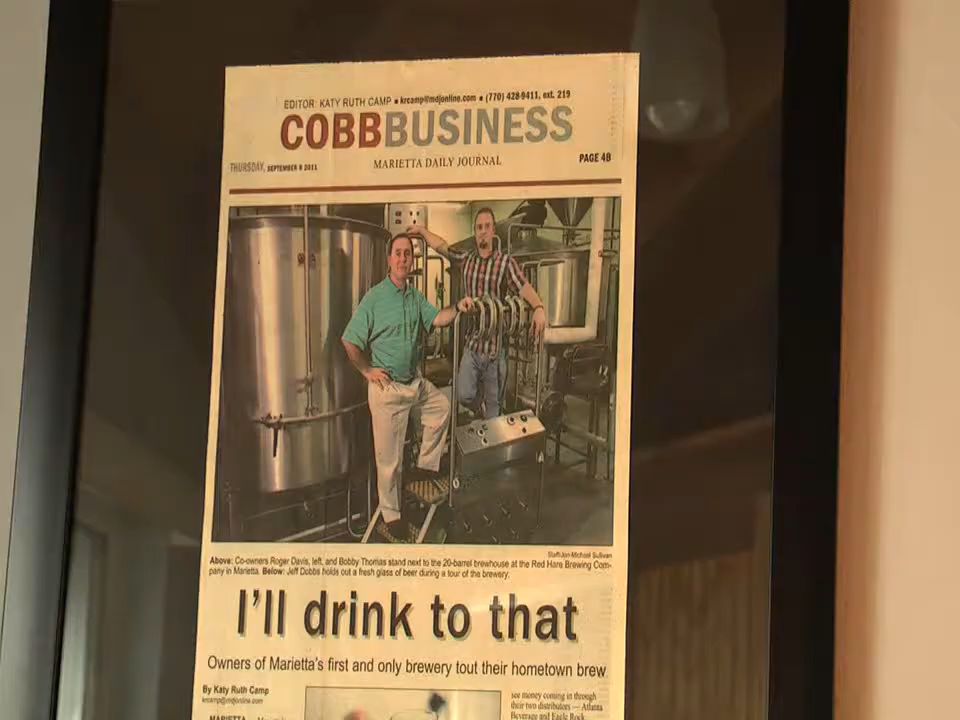 EDITOR: KATY RUTH CAMP ■ krcamp@mdjonline.com ■ (770) 428-9411, ext. 219
COBBBUSINESS
THURSDAY, SEPTEMBER 8 2011
MARIETTA DAILY JOURNAL
PAGE 4B
Staff/Jon-Michael Sullivan
Above: Co-owners Roger Davis, left, and Bobby Thomas stand next to the 20-barrel brewhouse at the Red Hare Brewing Com-
pany in Marietta. Below: Jeff Dobbs holds out a fresh glass of beer during a tour of the brewery.
I'll drink to that
Owners of Marietta's first and only brewery tout their hometown brew
By Katy Ruth Camp
krcamp@mdjonline.com
MARIETTA
see money coming in through
their two distributors — Atlanta
Beverage and Eagle Rock